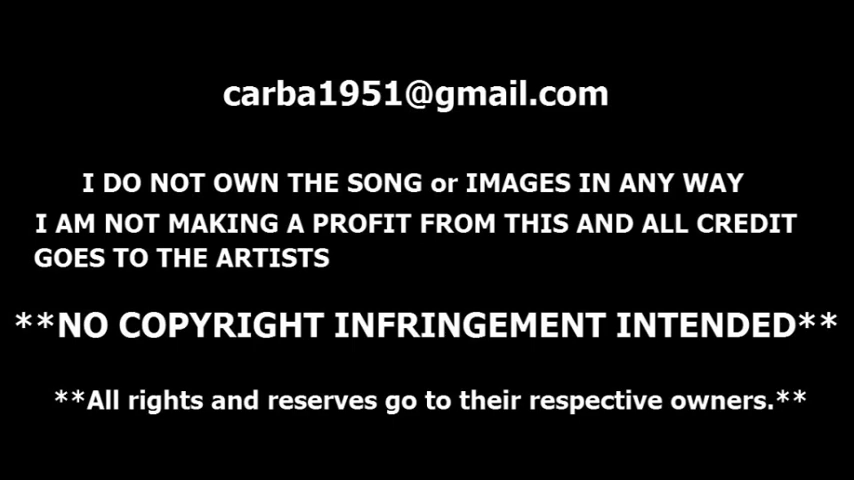 carba1951@gmail.com
I DO NOT OWN THE SONG or IMAGES IN ANY WAY
I AM NOT MAKING A PROFIT FROM THIS AND ALL CREDIT
GOES TO THE ARTISTS
**NO COPYRIGHT INFRINGEMENT INTENDED**
**All rights and reserves go to their respective owners.**